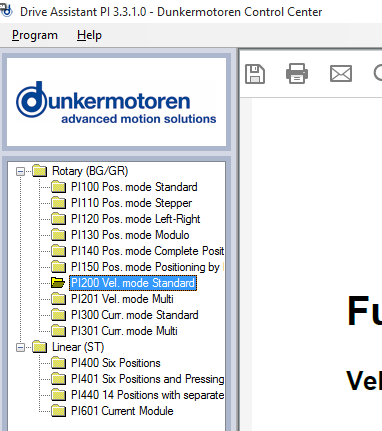 Drive Assistant PI 3.3.1.0 - Dunkermotoren Control Center
Program Help
dunkermotoren
advanced motion solutions
Rotary (BG/GR)
PI100 Pos. mode Standard
PI110 Pos. mode Stepper
PI120 Pos. mode Left-Right
PI130 Pos. mode Modulo
PI140 Pos. mode Complete Posit
PI150 Pos. mode Positioning by
PI200 Vel. mode Standard
PI201 Vel. mode Multi
PI300 Curr. mode Standard
PI301 Curr. mode Multi
Linear (ST)
PI400 Six Positions
PI401 Six Positions and Pressing
PI440 14 Positions with separate
PI601 Current Module
Fu
Vel